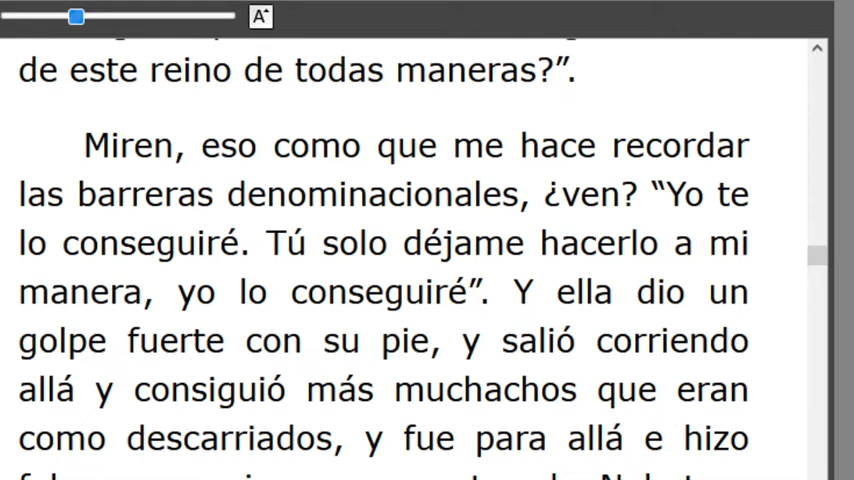 A
de este reino de todas maneras?”.
Miren, eso como que me hace recordar
las barreras denominacionales, ¿ven? “Yo te
lo conseguiré. Tú solo déjame hacerlo a mi
manera, yo lo conseguiré”. Y ella dio un
golpe fuerte con su pie, y salió corriendo
allá y consiguió más muchachos que eran
como descarriados, y fue para allá e hizo